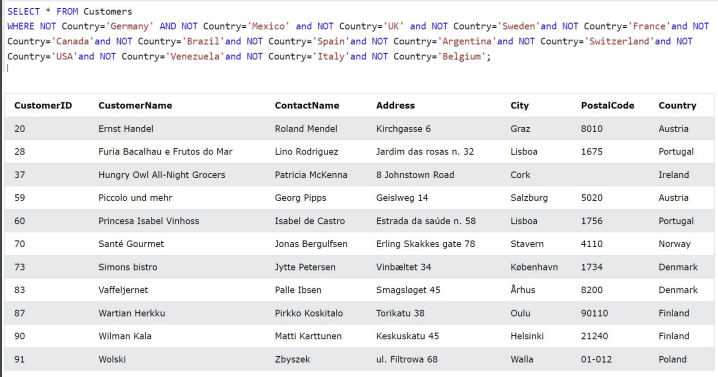 SELECT * FROM Customers
WHERE NOT Country='Germany' AND NOT Country='Mexico' and NOT Country='UK' and NOT Country='Sweden'and NOT Country='France'and NOT
Country='Canada'and NOT Country='Brazil'and NOT Country='Spain'and NOT Country='Argentina'and NOT Country='Switzerland'and NOT
Country='USA'and NOT Country='Venezuela'and NOT Country='Italy'and NOT Country='Belgium';
CustomerID CustomerName ContactName Address City PostalCode Country
20 Ernst Handel Roland Mendel Kirchgasse 6 Graz 8010 Austria
28 Furia Bacalhau e Frutos do Mar Lino Rodriguez Jardim das rosas n. 32 Lisboa 1675 Portugal
37 Hungry Owl All-Night Grocers Patricia McKenna 8 Johnstown Road Cork Ireland
59 Piccolo und mehr Georg Pipps Geislweg 14 Salzburg 5020 Austria
60 Princesa Isabel Vinhoss Isabel de Castro Estrada da saúde n. 58 Lisboa 1756 Portugal
70 Santé Gourmet Jonas Bergulfsen Erling Skakkes gate 78 Stavern 4110 Norway
73 Simons bistro Jytte Petersen Vinbæltet 34 København 1734 Denmark
83 Vaffeljernet Palle Ibsen Smagsløget 45 Århus 8200 Denmark
87 Wartian Herkku Pirkko Koskitalo Torikatu 38 Oulu 90110 Finland
90 Wilman Kala Matti Karttunen Keskuskatu 45 Helsinki 21240 Finland
91 Wolski Zbyszek ul. Filtrowa 68 Walla 01-012 Poland